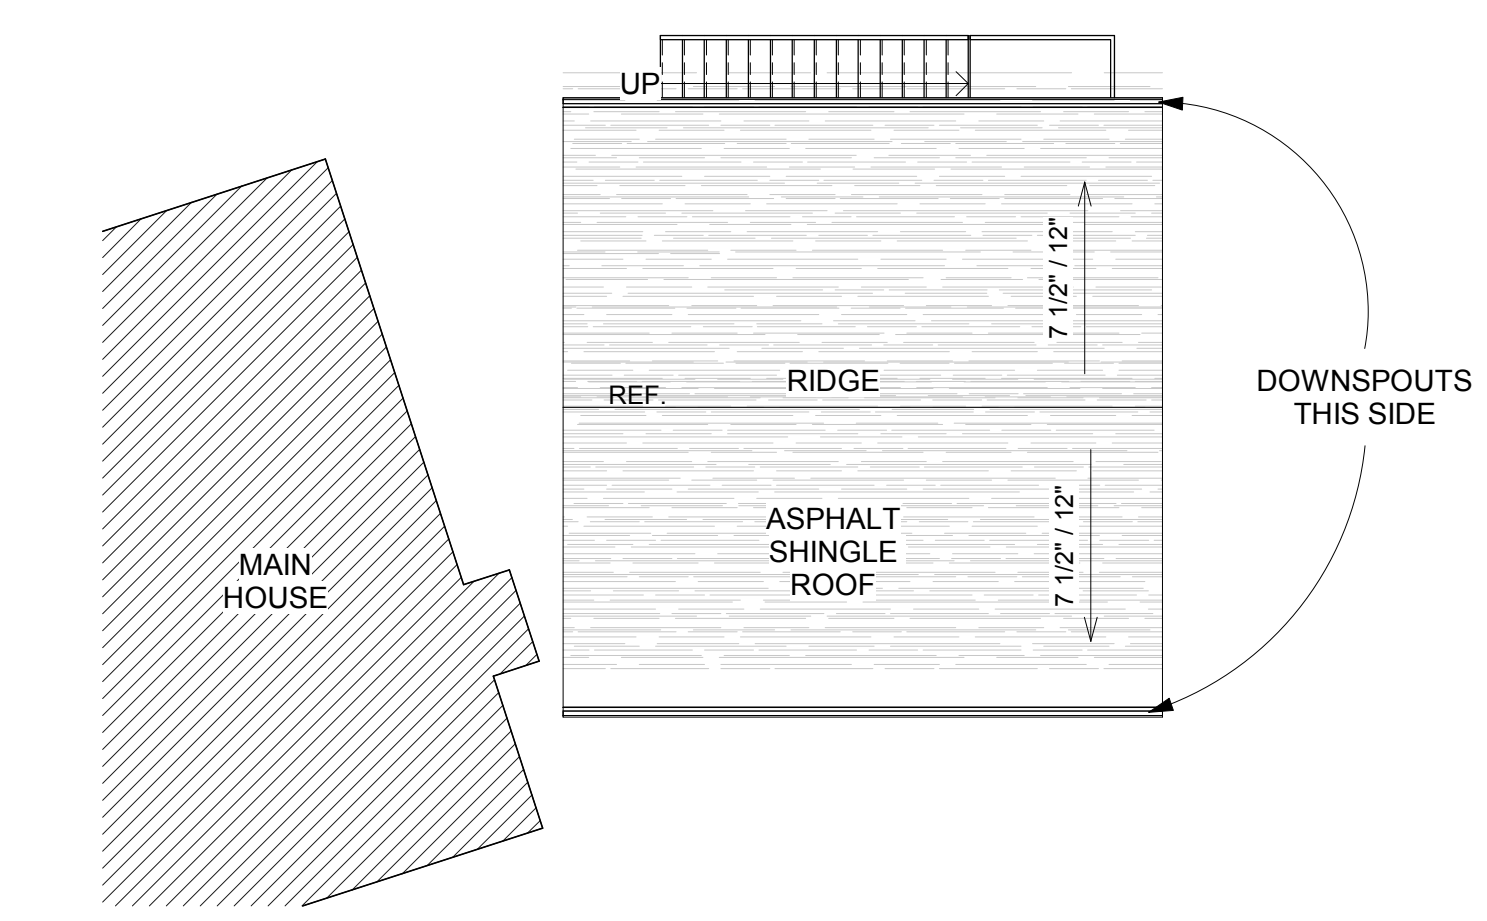 UP
7 1/2" / 12"
RIDGE
REF.
DOWNSPOUTS
THIS SIDE
ASPHALT
SHINGLE
ROOF
7 1/2" / 12"
MAIN
HOUSE